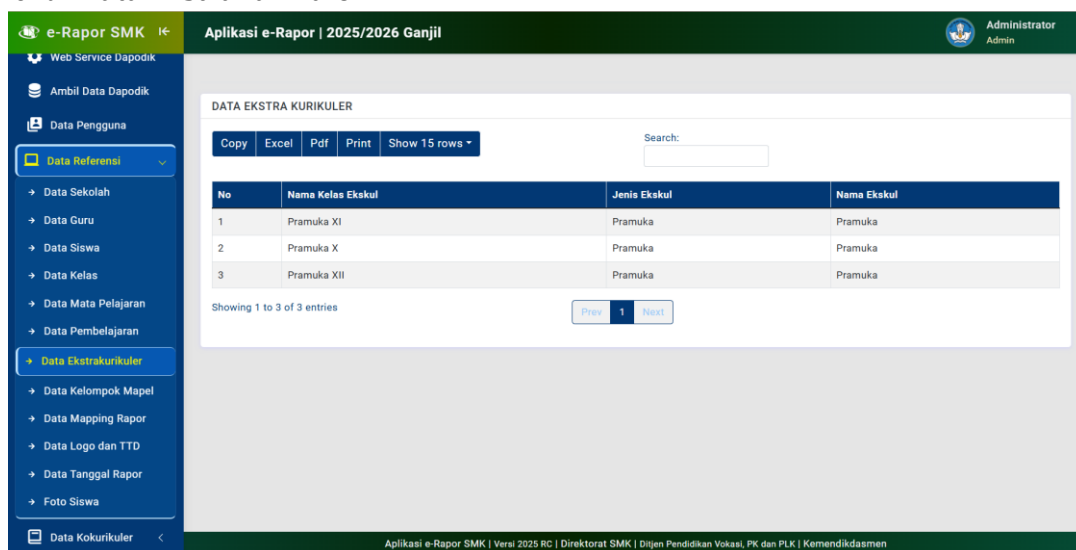 e-Rapor SMK
Aplikasi e-Rapor | 2025/2026 Ganjil
Administrator
Admin
Web Service Dapodik
Ambil Data Dapodik
Data Pengguna
Data Referensi
Data Sekolah
Data Guru
Data Siswa
Data Kelas
Data Mata Pelajaran
Data Pembelajaran
Data Ekstrakurikuler
Data Kelompok Mapel
Data Mapping Rapor
Data Logo dan TTD
Data Tanggal Rapor
Foto Siswa
Data Kokurikuler
DATA EKSTRA KURIKULER
Copy Excel Pdf Print Show 15 rows
Search:
No Nama Kelas Ekskul Jenis Ekskul Nama Ekskul
1 Pramuka XI Pramuka Pramuka
2 Pramuka X Pramuka Pramuka
3 Pramuka XII Pramuka Pramuka
Showing 1 to 3 of 3 entries
Prev 1 Next
Aplikasi e-Rapor SMK | Versi 2025 RC | Direktorat SMK | Ditjen Pendidikan Vokasi, PK dan PLK | Kemendikdasmen